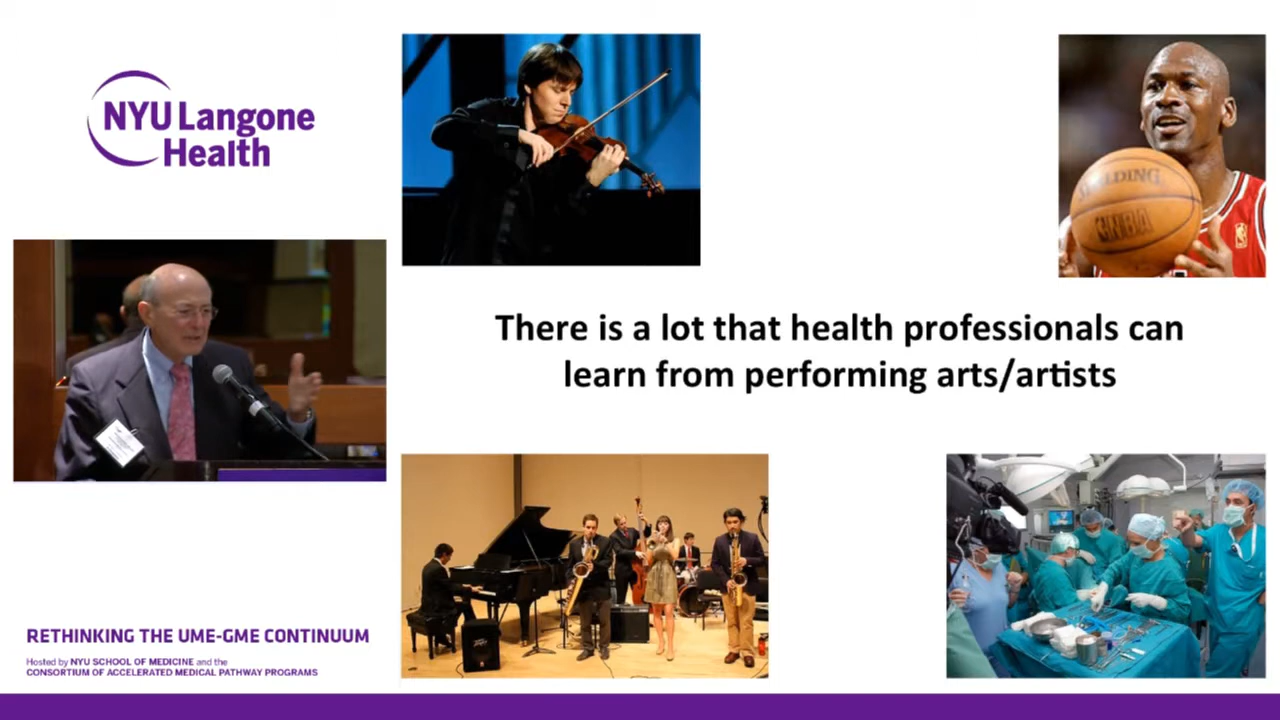 NYU Langone
Health
There is a lot that health professionals can
learn from performing arts/artists
RETHINKING THE UME-GME CONTINUUM
Hosted by NYU SCHOOL OF MEDICINE and the
CONSORTIUM OF ACCELERATED MEDICAL PATHWAY PROGRAMS
NBA